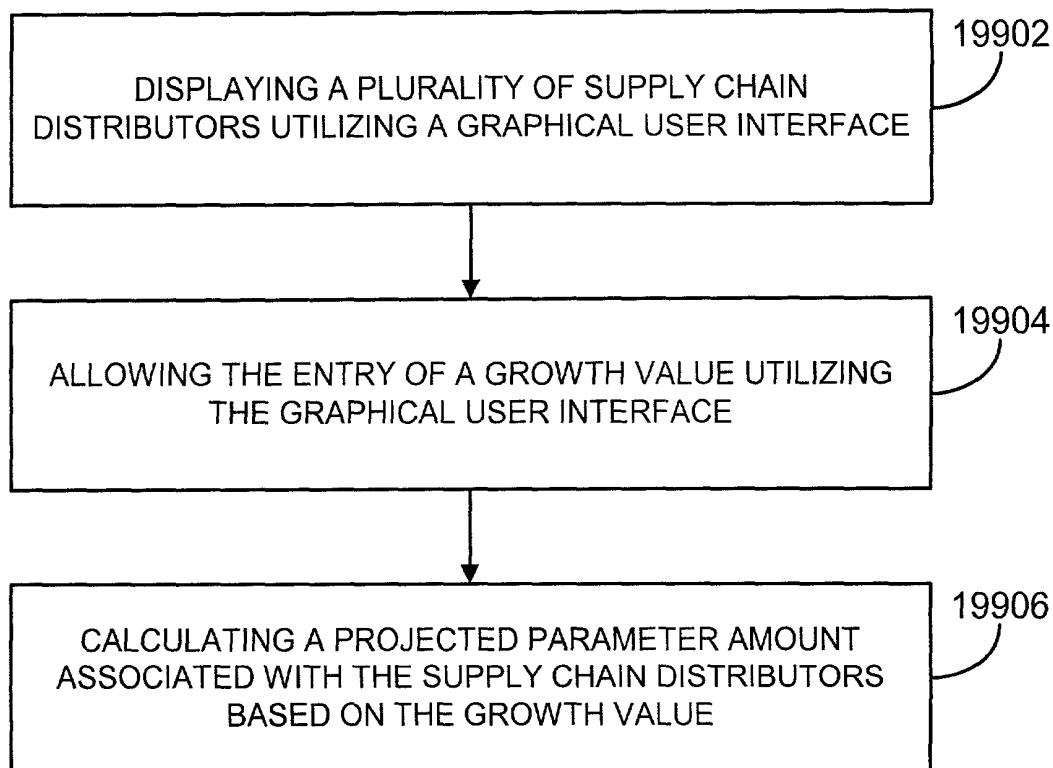 19902
DISPLAYING A PLURALITY OF SUPPLY CHAIN
DISTRIBUTORS UTILIZING A GRAPHICAL USER INTERFACE
19904
ALLOWING THE ENTRY OF A GROWTH VALUE UTILIZING
THE GRAPHICAL USER INTERFACE
19906
CALCULATING A PROJECTED PARAMETER AMOUNT
ASSOCIATED WITH THE SUPPLY CHAIN DISTRIBUTORS
BASED ON THE GROWTH VALUE